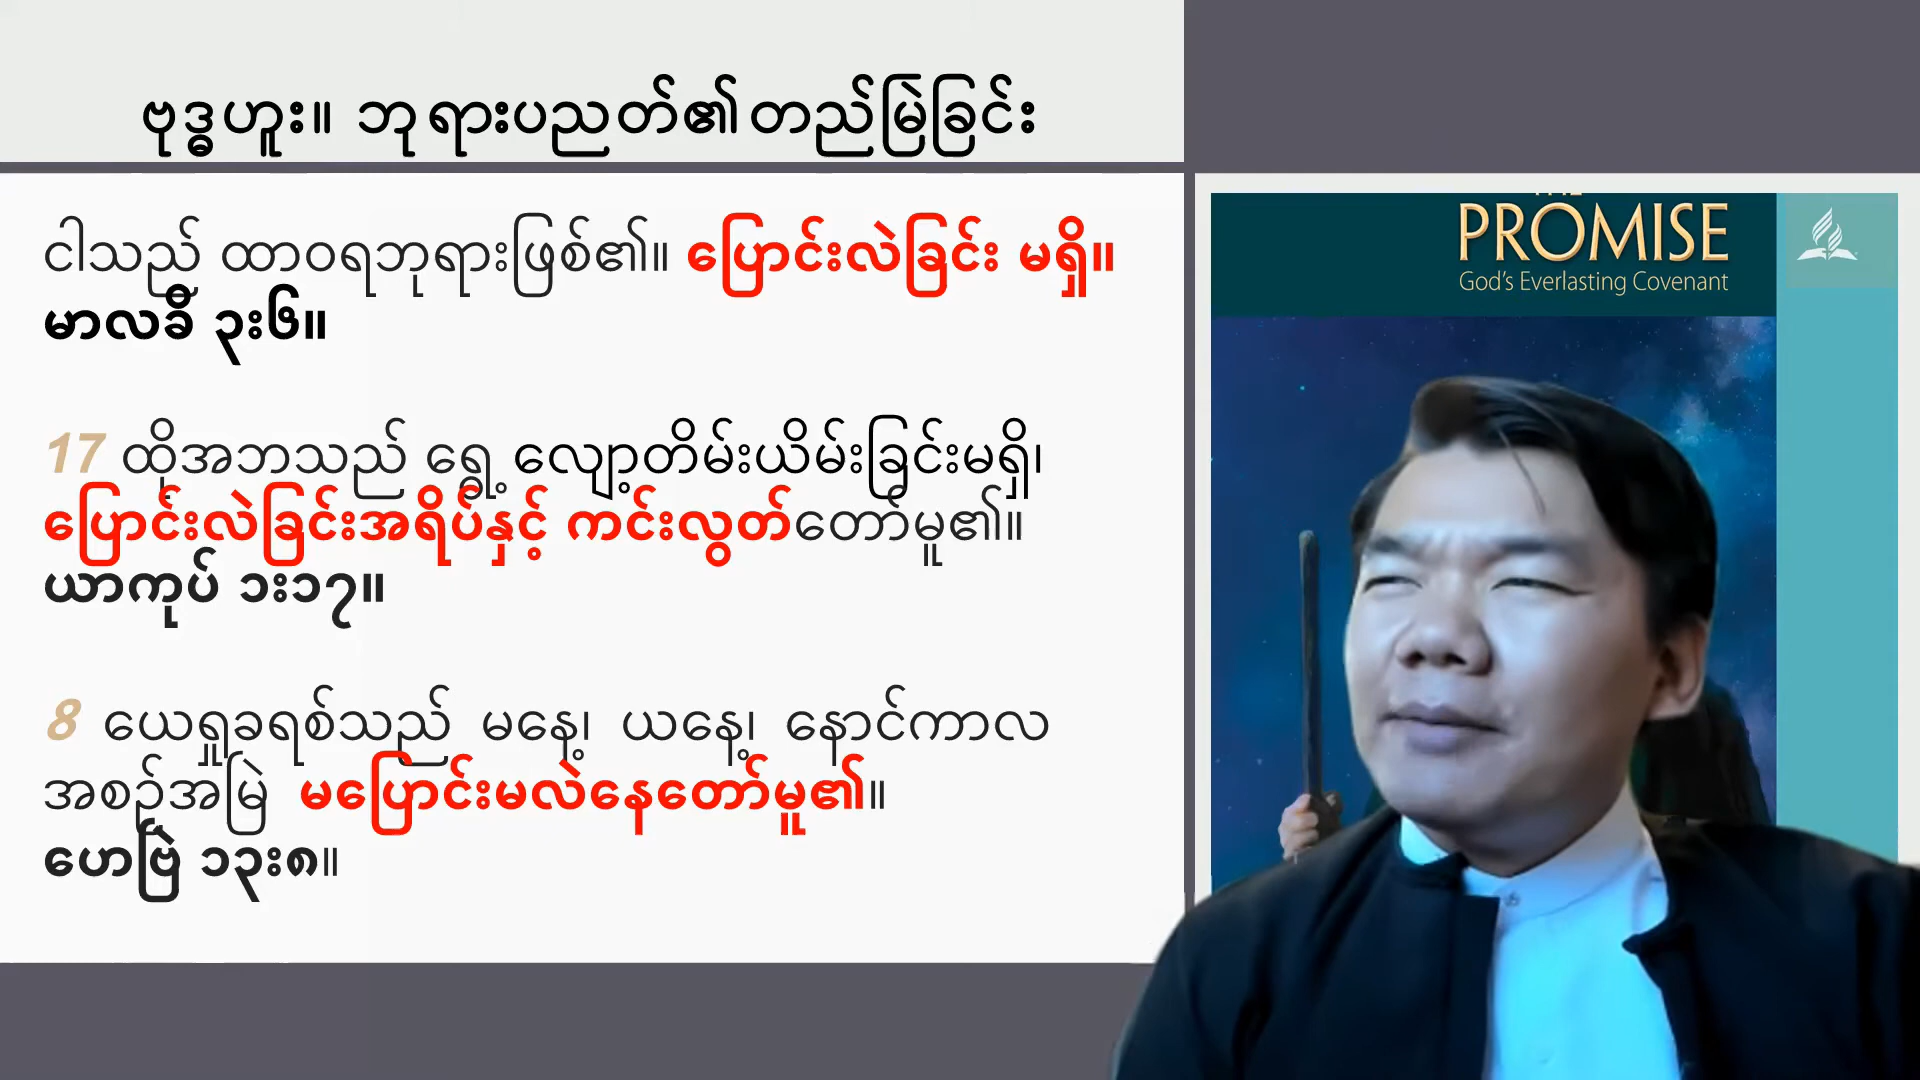 ဗုဒ္ဓဟူး။ ဘုရားပညတ်၏တည်မြဲခြင်း
ငါသည် ထာဝရဘုရားဖြစ်၏။ ပြောင်းလဲခြင်း မရှိ။
မာလခိ ၃း၆။
17 ထိုအဘသည် ရွေ့လျော့တိမ်းယိမ်းခြင်းမရှိ၊
ပြောင်းလဲခြင်းအရိပ်နှင့် ကင်းလွတ်တော်မူ၏။
ယာကုပ် ၁း၁၇။
8 ယေရှုခရစ်သည် မနေ့၊ ယနေ့၊ နောင်ကာလ
အစဉ်အမြဲ မပြောင်းမလဲနေတော်မူ၏။
ဟေဗြဲ ၁၃း၈။
PROMISE
God's Everlasting Covenant